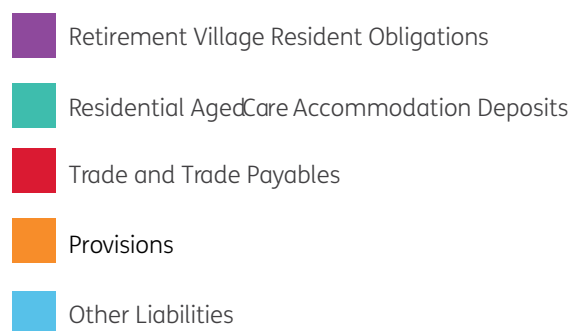 Retirement Village Resident Obligations
Residential AgedCare Accommodation Deposits
Trade and Trade Payables
Provisions
Other Liabilities